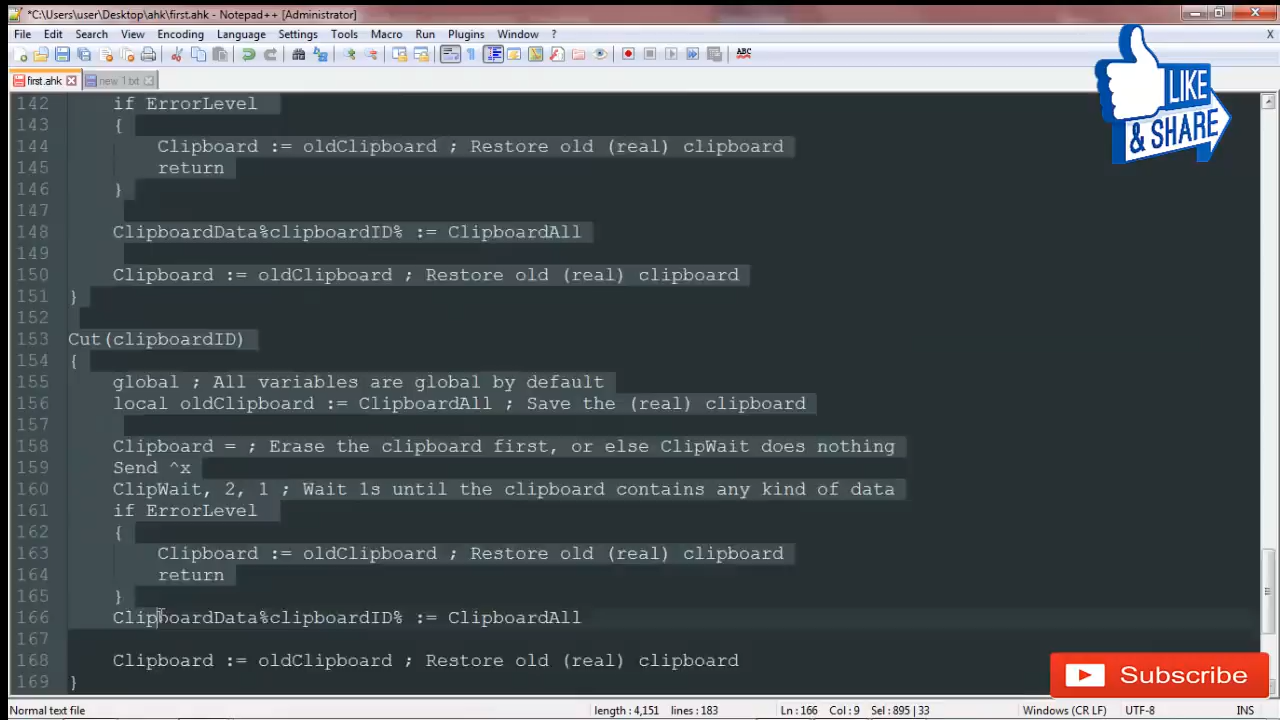 *C:\Users\user\Desktop\ahk\first.ahk - Notepad++ [Administrator]
File Edit Search View Encoding Language Settings Tools Macro Run Plugins Window ? X
ABC
first.ahk new 1.txt
LIKE
& SHARE
142 if ErrorLevel
143 {
144 Clipboard := oldClipboard ; Restore old (real) clipboard
145 return
146 }
147
148 ClipboardData%clipboardID% := ClipboardAll
149
150 Clipboard := oldClipboard ; Restore old (real) clipboard
151 }
152
153 Cut(clipboardID)
154 {
155 global ; All variables are global by default
156 local oldClipboard := ClipboardAll ; Save the (real) clipboard
157
158 Clipboard = ; Erase the clipboard first, or else ClipWait does nothing
159 Send ^x
160 ClipWait, 2, 1 ; Wait 1s until the clipboard contains any kind of data
161 if ErrorLevel
162 {
163 Clipboard := oldClipboard ; Restore old (real) clipboard
164 return
165 }
166 ClipboardData%clipboardID% := ClipboardAll
167
168 Clipboard := oldClipboard ; Restore old (real) clipboard
169 }
Subscribe
Normal text file length : 4,151 lines : 183 Ln : 166 Col : 9 Sel : 895 | 33 Windows (CR LF) UTF-8 INS